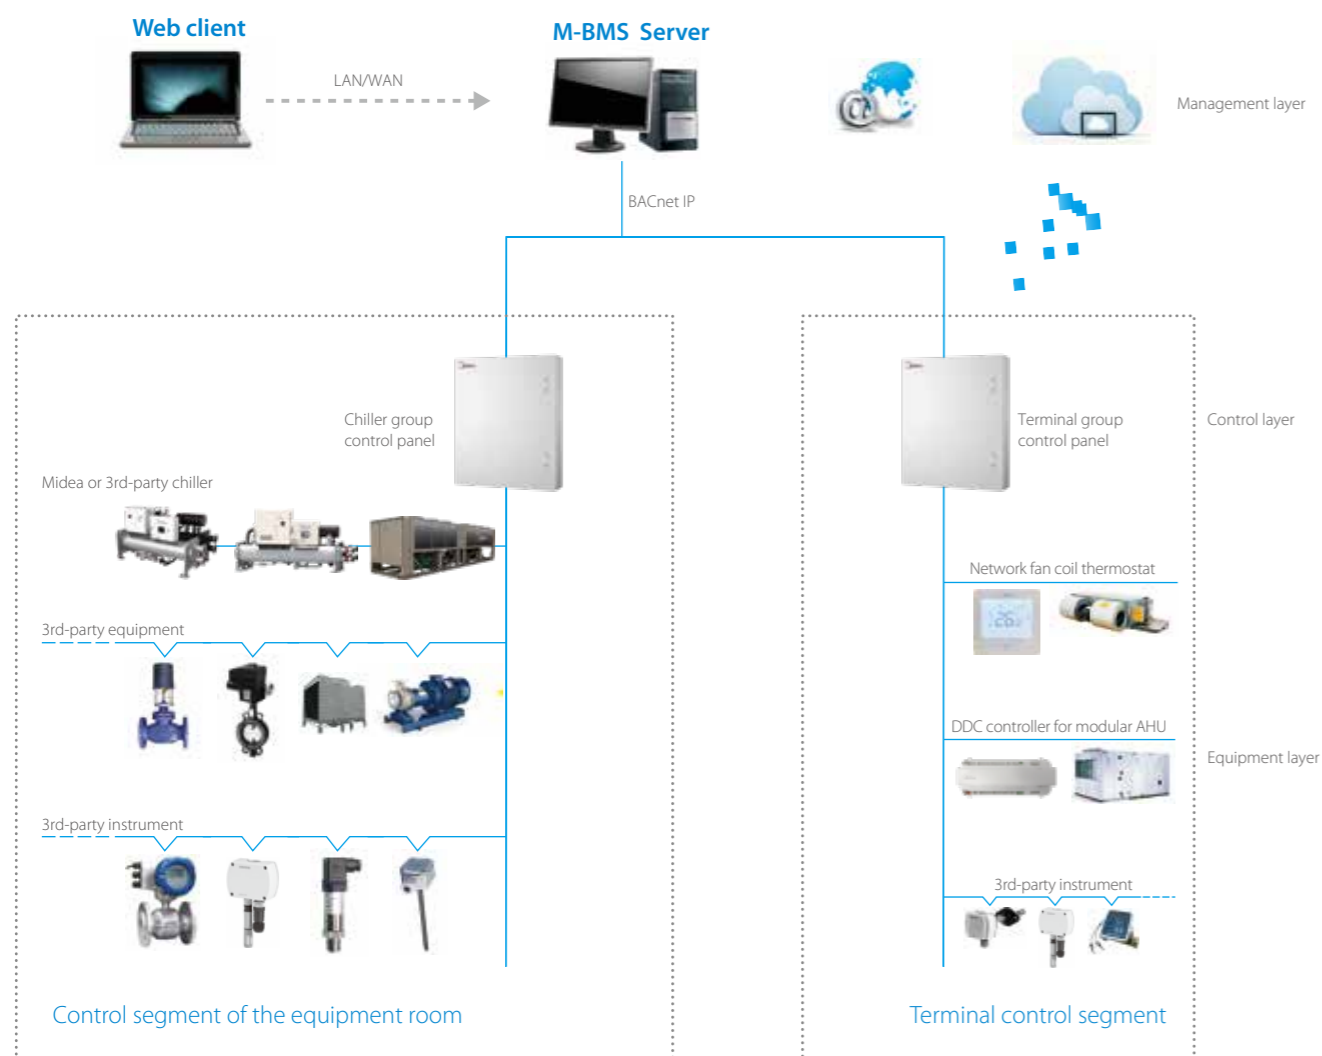 Web client
M-BMS Server
LAN/WAN
Management layer
BACnet IP
Chiller group
control panel
Terminal group
control panel
Control layer
Midea or 3rd-party chiller
Network fan coil thermostat
3rd-party equipment
DDC controller for modular AHU
Equipment layer
3rd-party instrument
3rd-party instrument
Control segment of the equipment room
Terminal control segment